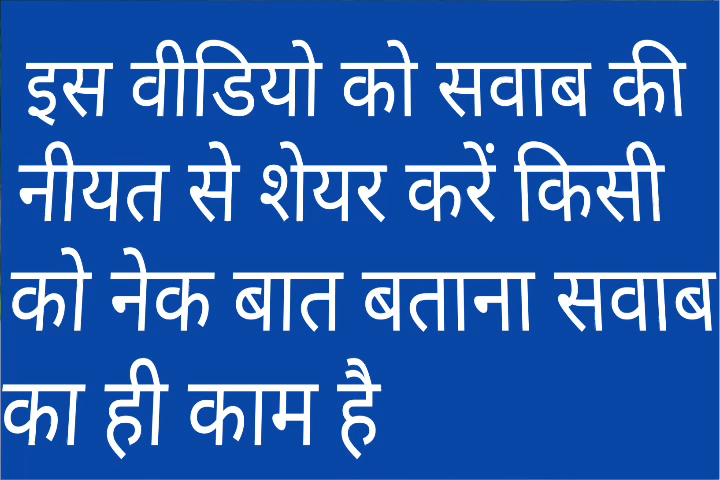 इस वीडियो को सवाब की
नीयत से शेयर करें किसी
को नेक बात बताना सवाब
का ही काम है